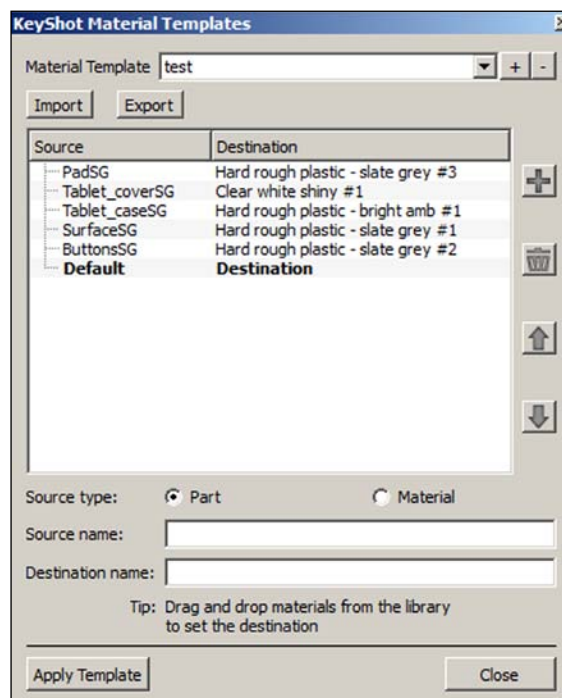 KeyShot Material Templates
Material Template test + -
Import Export
Source Destination
PadSG Hard rough plastic - slate grey #3
Tablet_coverSG Clear white shiny #1
Tablet_caseSG Hard rough plastic - bright amb #1
SurfaceSG Hard rough plastic - slate grey #1
ButtonsSG Hard rough plastic - slate grey #2
Default Destination
Source type: Part Material
Source name:
Destination name:
Tip: Drag and drop materials from the library
to set the destination
Apply Template Close